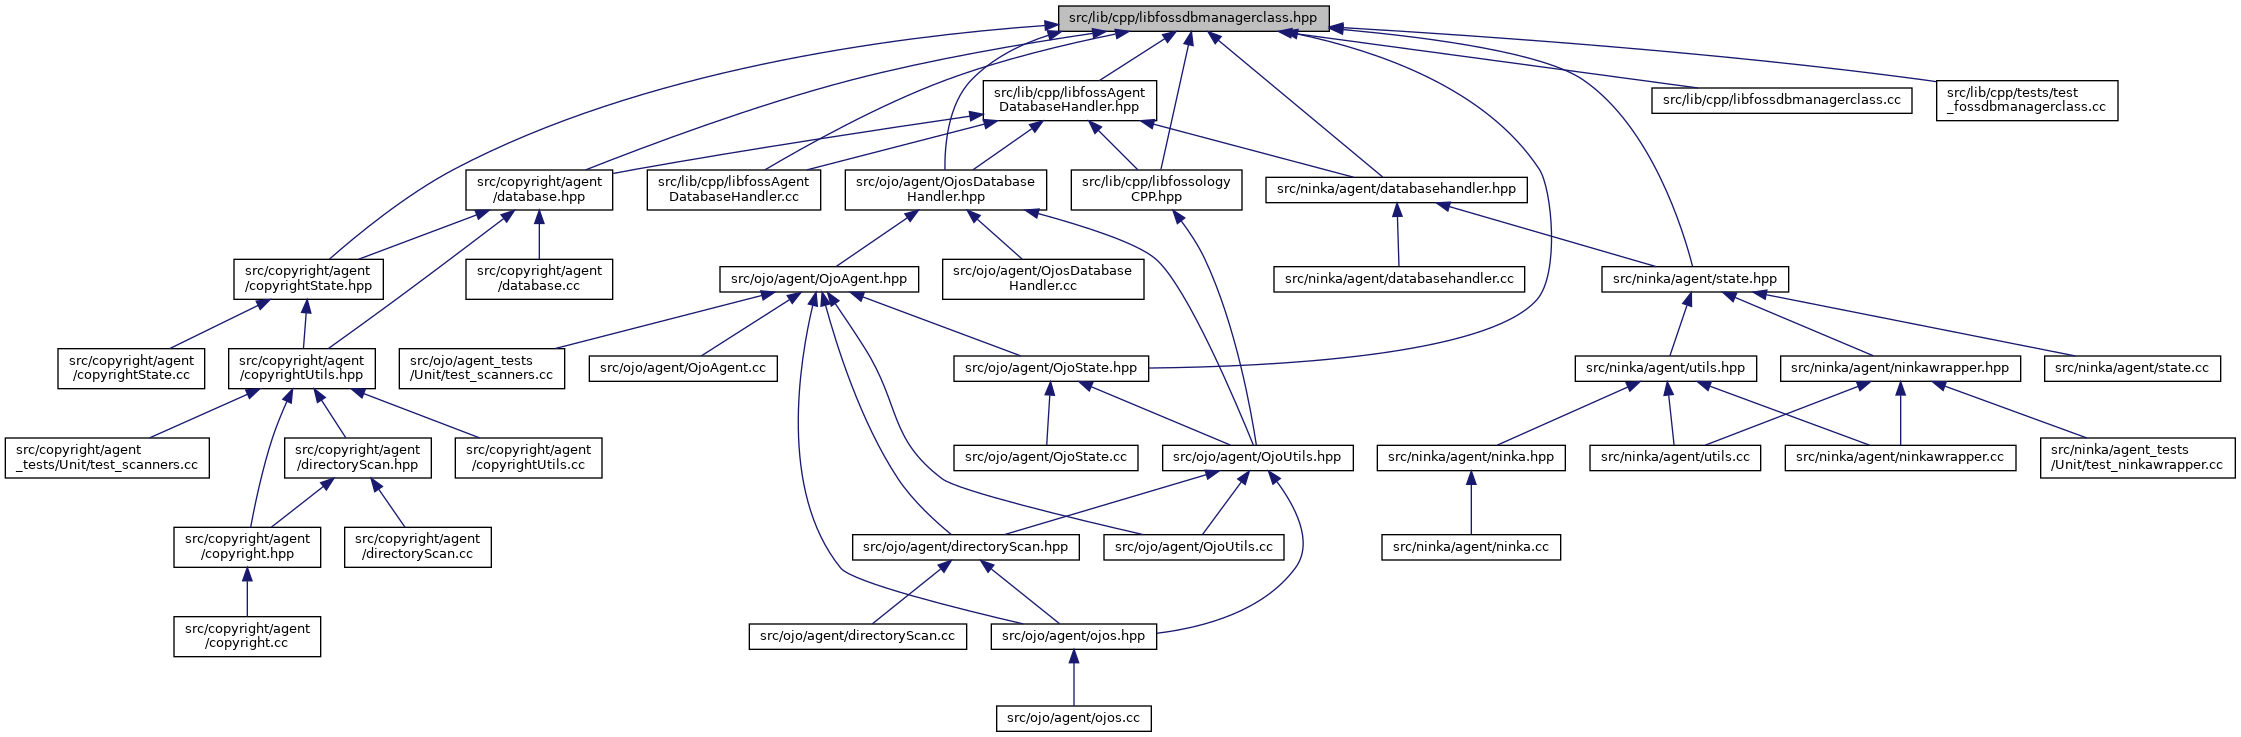 src/lib/cpp/libfossdbmanagerclass.hpp
src/lib/cpp/libfossAgent
DatabaseHandler.hpp
src/lib/cpp/libfossdbmanagerclass.cc
src/lib/cpp/tests/test
_fossdbmanagerclass.cc
src/copyright/agent
/database.hpp
src/lib/cpp/libfossAgent
DatabaseHandler.cc
src/ojo/agent/OjosDatabase
Handler.hpp
src/lib/cpp/libfossology
CPP.hpp
src/ninka/agent/databasehandler.hpp
src/copyright/agent
/copyrightState.hpp
src/copyright/agent
/database.cc
src/ojo/agent/OjoAgent.hpp
src/ojo/agent/OjosDatabase
Handler.cc
src/ninka/agent/databasehandler.cc
src/ninka/agent/state.hpp
src/copyright/agent
/copyrightState.cc
src/copyright/agent
/copyrightUtils.hpp
src/ojo/agent_tests
/Unit/test_scanners.cc
src/ojo/agent/OjoAgent.cc
src/ojo/agent/OjoState.hpp
src/ninka/agent/utils.hpp
src/ninka/agent/ninkawrapper.hpp
src/ninka/agent/state.cc
src/copyright/agent
_tests/Unit/test_scanners.cc
src/copyright/agent
/directoryScan.hpp
src/copyright/agent
/copyrightUtils.cc
src/ojo/agent/OjoState.cc
src/ojo/agent/OjoUtils.hpp
src/ninka/agent/ninka.hpp
src/ninka/agent/utils.cc
src/ninka/agent/ninkawrapper.cc
src/ninka/agent_tests
/Unit/test_ninkawrapper.cc
src/copyright/agent
/copyright.hpp
src/copyright/agent
/directoryScan.cc
src/ojo/agent/directoryScan.hpp
src/ojo/agent/OjoUtils.cc
src/ninka/agent/ninka.cc
src/copyright/agent
/copyright.cc
src/ojo/agent/directoryScan.cc
src/ojo/agent/ojos.hpp
src/ojo/agent/ojos.cc